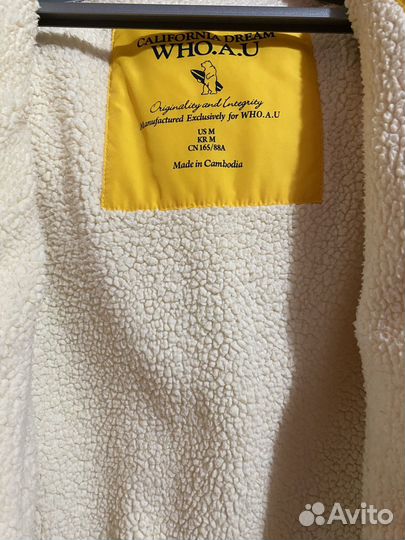 CALIFORNIA DREAM
WHO.A.U
Originality and Integrity
Manufactured Exclusively for WHO.A.U
US M
KR M
CN 165/88A
Made in Cambodia
Avito